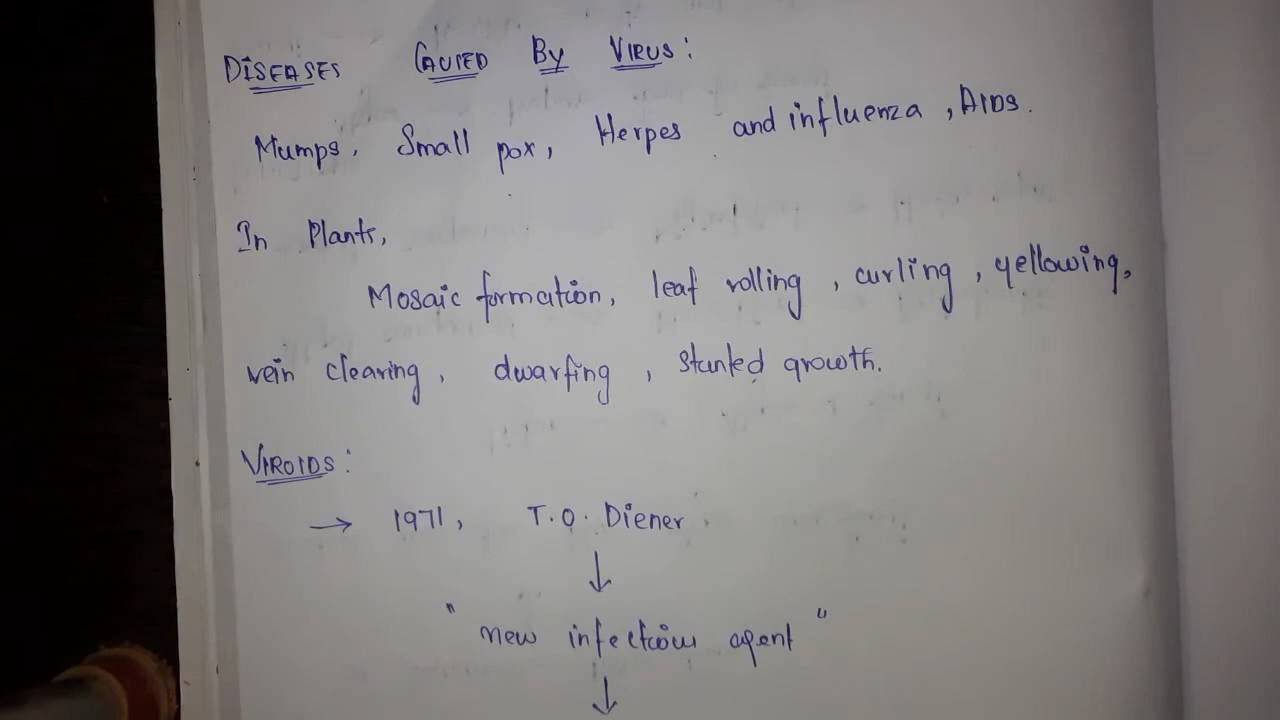 DISEASES CAUSED BY VIRUS:
Mumps, Small pox, Herpes and influenza, AIDS.
In Plants,
Mosaic formation, leaf rolling, curling, yellowing,
vein clearing, dwarfing, stunted growth.
VIROIDS:
→ 1971, T.O. Diener
↓
"new infectious agent"
↓